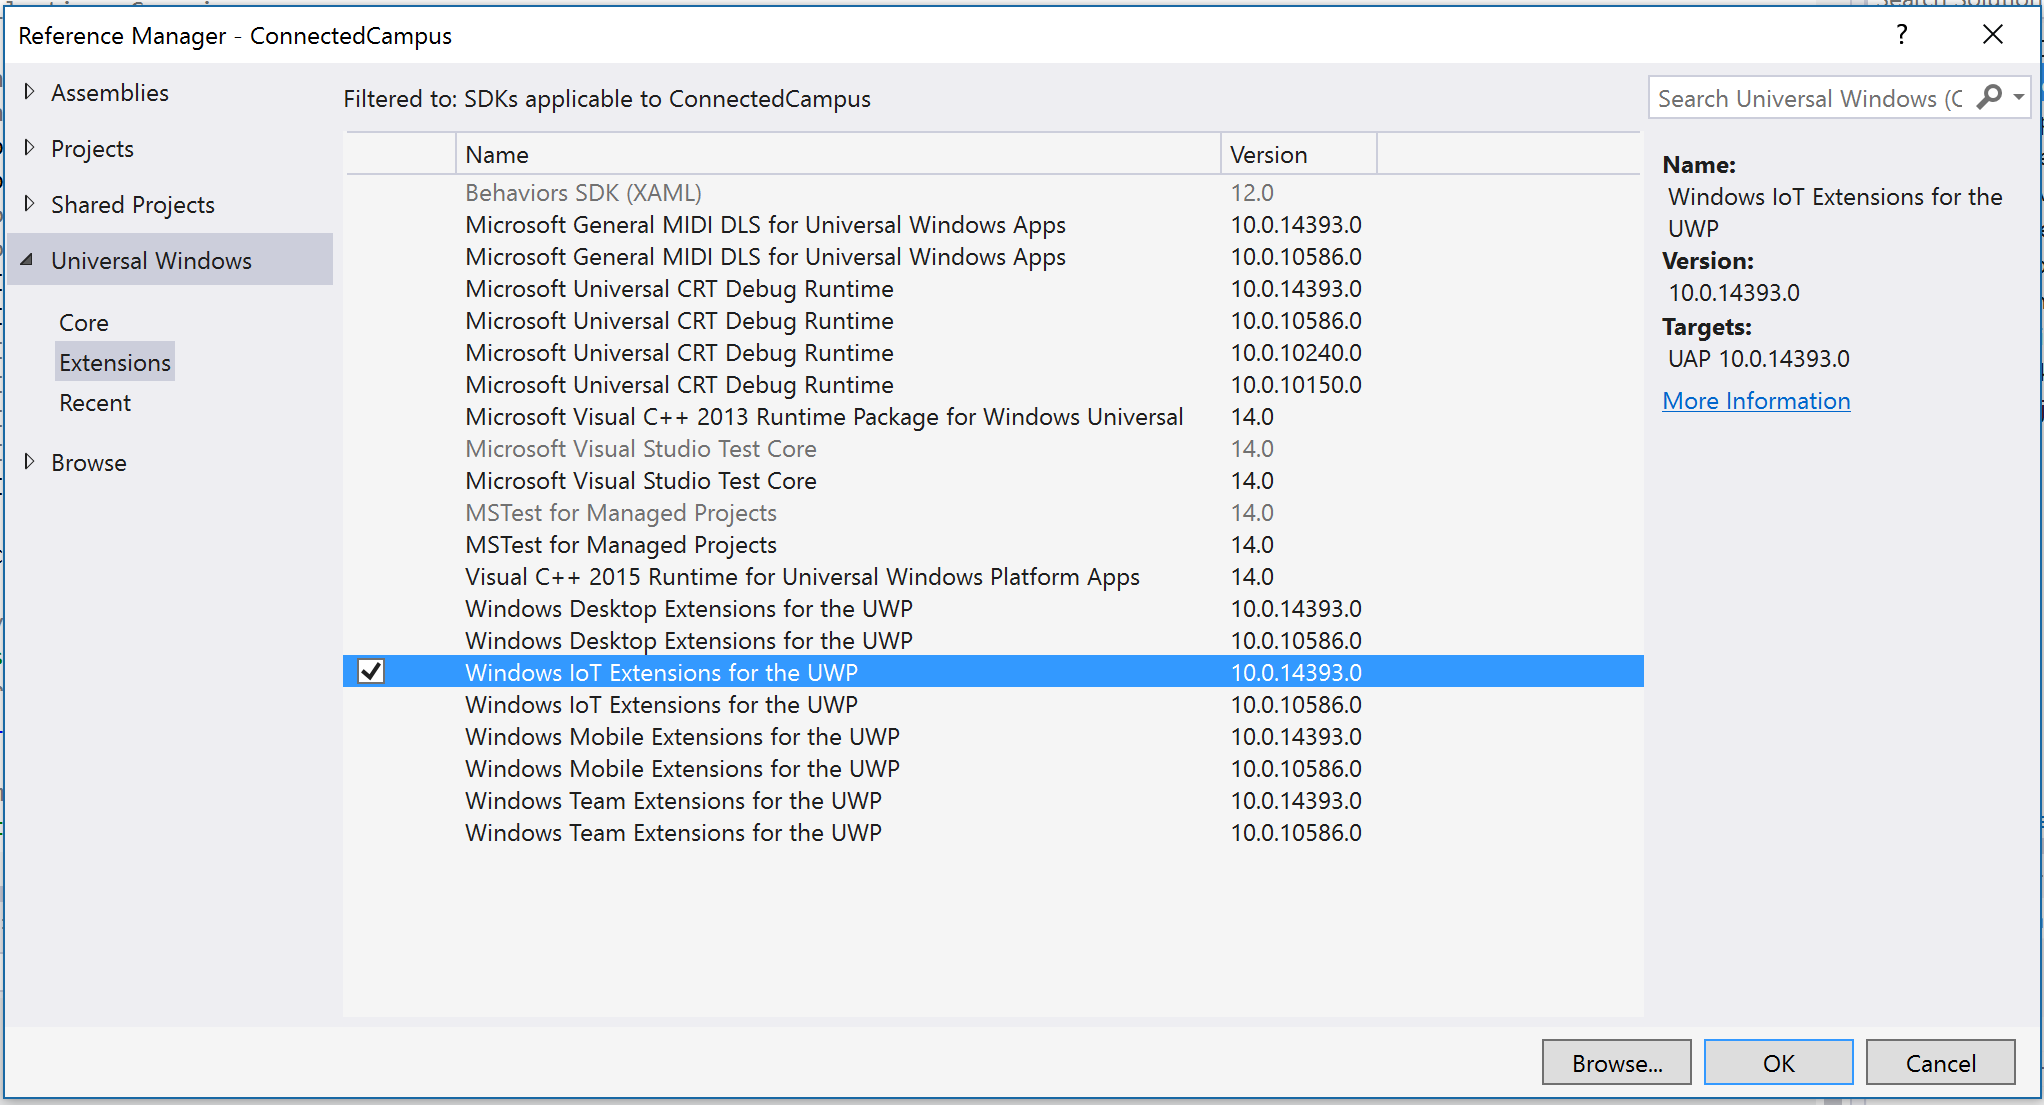 Reference Manager - ConnectedCampus
?
Assemblies
Projects
Shared Projects
Universal Windows
Core
Extensions
Recent
Browse
Filtered to: SDKs applicable to ConnectedCampus
Search Universal Windows (C
Name Version
Behaviors SDK (XAML) 12.0
Microsoft General MIDI DLS for Universal Windows Apps 10.0.14393.0
Microsoft General MIDI DLS for Universal Windows Apps 10.0.10586.0
Microsoft Universal CRT Debug Runtime 10.0.14393.0
Microsoft Universal CRT Debug Runtime 10.0.10586.0
Microsoft Universal CRT Debug Runtime 10.0.10240.0
Microsoft Universal CRT Debug Runtime 10.0.10150.0
Microsoft Visual C++ 2013 Runtime Package for Windows Universal 14.0
Microsoft Visual Studio Test Core 14.0
Microsoft Visual Studio Test Core 14.0
MSTest for Managed Projects 14.0
MSTest for Managed Projects 14.0
Visual C++ 2015 Runtime for Universal Windows Platform Apps 14.0
Windows Desktop Extensions for the UWP 10.0.14393.0
Windows Desktop Extensions for the UWP 10.0.10586.0
Windows IoT Extensions for the UWP 10.0.14393.0
Windows IoT Extensions for the UWP 10.0.10586.0
Windows Mobile Extensions for the UWP 10.0.14393.0
Windows Mobile Extensions for the UWP 10.0.10586.0
Windows Team Extensions for the UWP 10.0.14393.0
Windows Team Extensions for the UWP 10.0.10586.0
Name:
Windows IoT Extensions for the
UWP
Version:
10.0.14393.0
Targets:
UAP 10.0.14393.0
More Information
Browse...
OK
Cancel